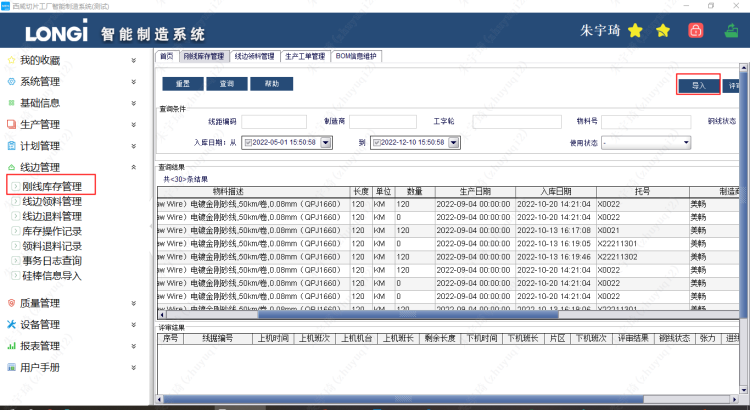 西咸切片工厂智能制造系统(测试)
LONGi 智能制造系统
朱宇琦
我的收藏
系统管理
基础信息
生产管理
计划管理
线边管理
刚线库存管理
线边领料管理
线边退料管理
库存操作记录
领料退料记录
事务日志查询
硅棒信息导入
质量管理
设备管理
报表管理
用户手册
首页 刚线库存管理 线边领料管理 生产工单管理 BOM信息维护
重置 查询 帮助 导入
查询条件
线距编码 制造商 工字轮 物料号 钢线状态
入库日期: 从 2022-05-01 15:50:58 到 2022-12-10 15:50:58 使用状态 -
查询结果
共<30>条结果
物料描述 长度 单位 数量 生产日期 入库日期 托号 制造商
aw Wire) 电镀金刚砂线,50km/卷,0.08mm (QPJ1660) 120 KM 120 2022-09-04 00:00:00 2022-10-20 14:21:04 X0022 美畅
aw Wire) 电镀金刚砂线,50km/卷,0.08mm (QPJ1660) 120 KM 0 2022-09-04 00:00:00 2022-10-20 14:21:04 X0022 美畅
aw Wire) 电镀金刚砂线,50km/卷,0.08mm (QPJ1660) 120 KM 120 2022-09-04 00:00:00 2022-10-13 16:17:08 X0021 美畅
aw Wire) 电镀金刚砂线,50km/卷,0.08mm (QPJ1660) 120 KM 0 2022-09-04 00:00:00 2022-10-13 16:19:05 X22211301 美畅
aw Wire) 电镀金刚砂线,50km/卷,0.08mm (QPJ1660) 120 KM 120 2022-09-04 00:00:00 2022-10-13 16:19:46 X22211302 美畅
aw Wire) 电镀金刚砂线,50km/卷,0.08mm (QPJ1660) 120 KM 0 2022-09-04 00:00:00 2022-10-20 14:21:04 X0022 美畅
aw Wire) 电镀金刚砂线,50km/卷,0.08mm (QPJ1660) 120 KM 120 2022-09-04 00:00:00 2022-10-20 14:21:04 X0022 美畅
aw Wire) 电镀金刚砂线,50km/卷,0.08mm (QPJ1660) 120 KM 0 2022-09-04 00:00:00 2022-10-20 14:21:04 X0022 美畅
评审结果
序号 线据编号 上机时间 上机班次 上机机台 上机班长 剩余长度 下机时间 下机班长 片区 下机班次 评审结果 钢线状态 张力